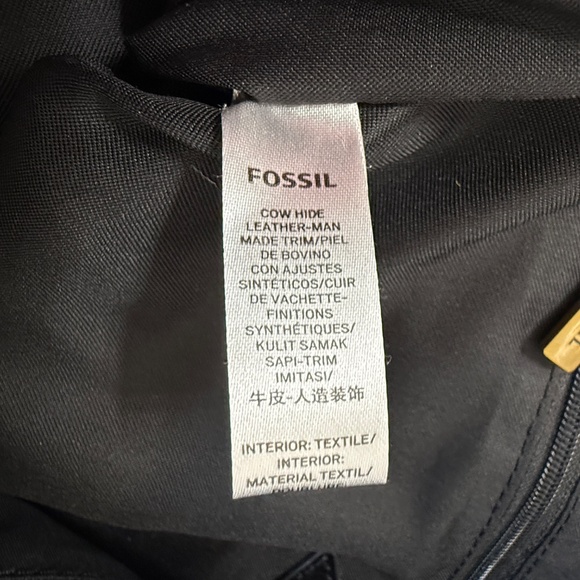 FOSSIL
COW HIDE
LEATHER-MAN
MADE TRIM/PIEL
DE BOVINO
CON AJUSTES
SINTÉTICOS/CUIR
DE VACHETTE-
FINITIONS
SYNTHÉTIQUES/
KULIT SAMAK
SAPI-TRIM
IMITASI/
牛皮-人造装饰
INTERIOR: TEXTILE/
INTERIOR:
MATERIAL TEXTIL/